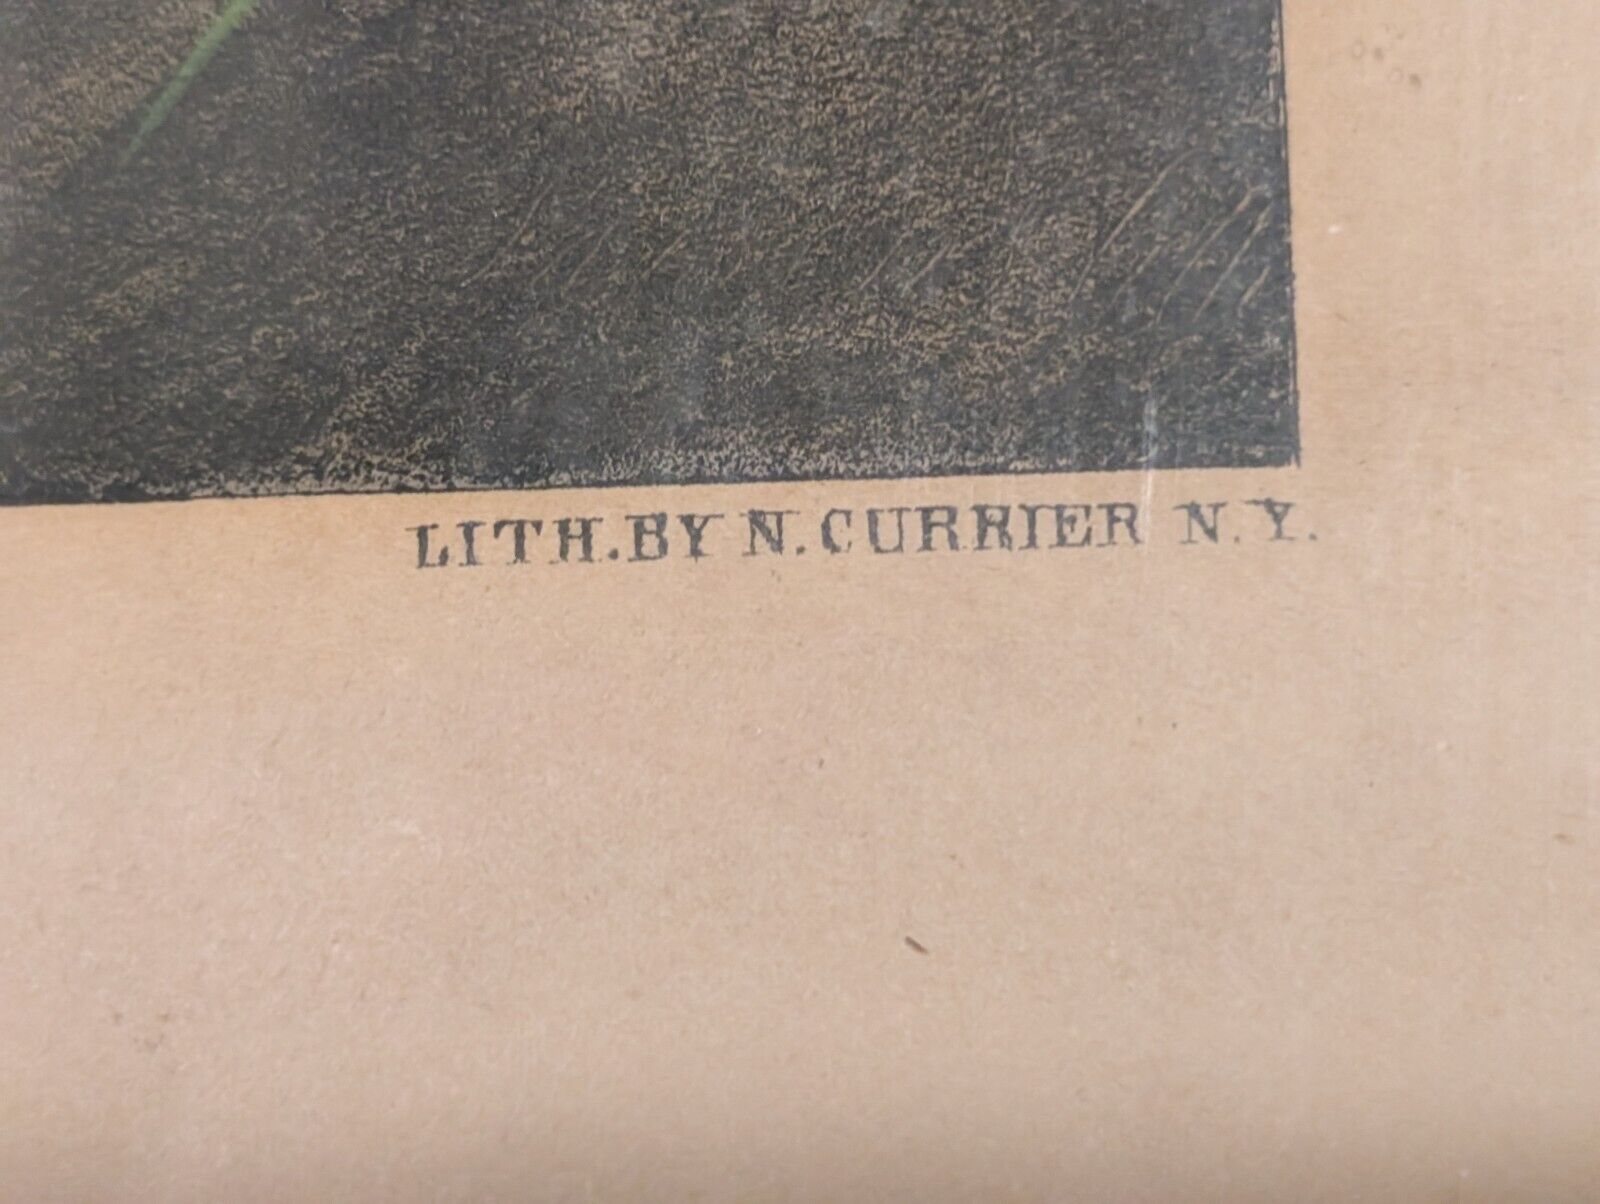 LITH. BY N. CURRIER N. Y.